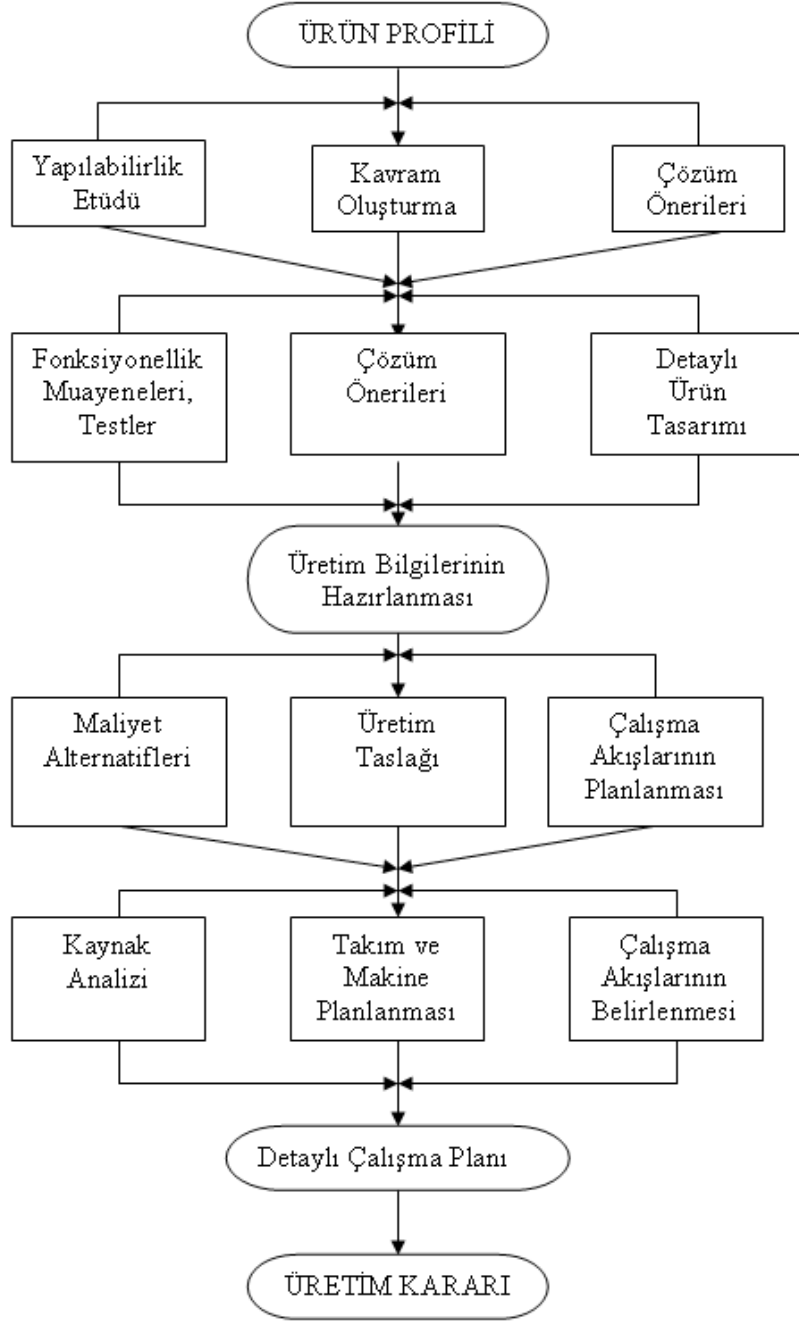 ÜRÜN PROFİLİ
Yapılabilirlik
Etüdü
Kavram
Oluşturma
Çözüm
Önerileri
Fonksiyonellik
Muayeneleri,
Testler
Çözüm
Önerileri
Detaylı
Ürün
Tasarımı
Üretim Bilgilerinin
Hazırlanması
Maliyet
Alternatifleri
Üretim
Taslağı
Çalışma
Akışlarının
Planlanması
Kaynak
Analizi
Takım ve
Makine
Planlanması
Çalışma
Akışlarının
Belirlenmesi
Detaylı Çalışma Planı
ÜRETİM KARARI